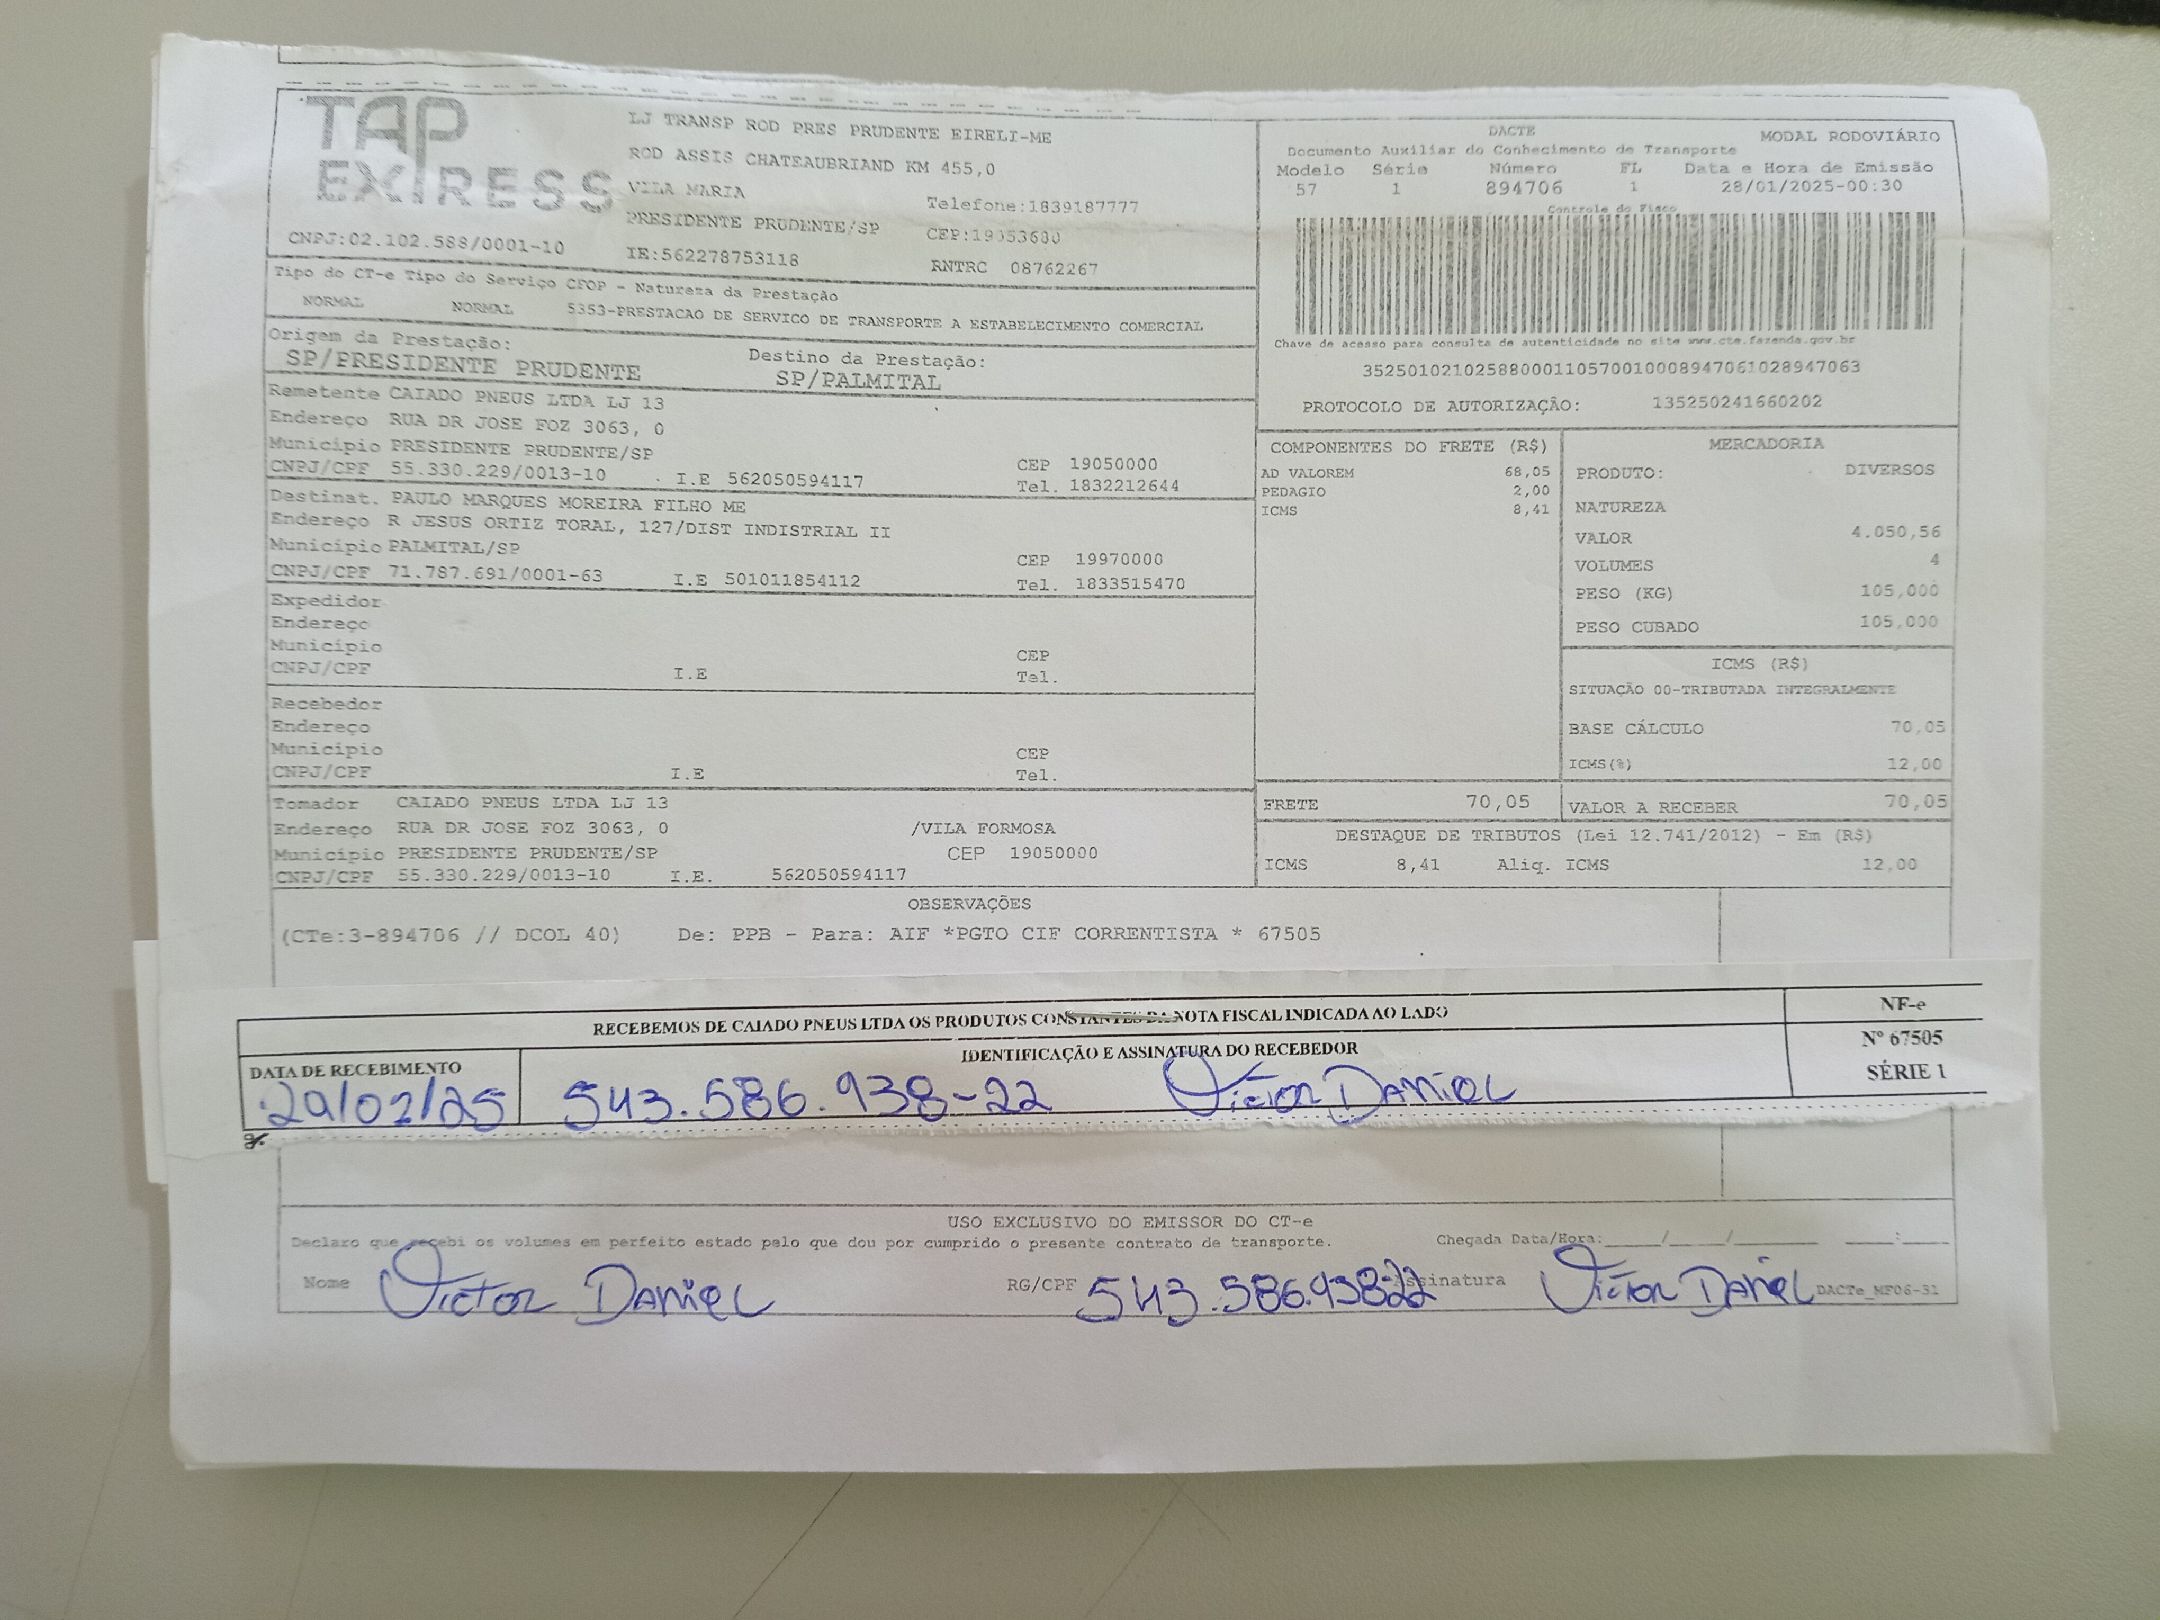 TAP EXPRESS
LJ TRANSP ROD PRES PRUDENTE EIRELI-ME
ROD ASSIS CHATEAUBRIAND KM 455,0
VILA MARIA
Telefone:1839187777
PRESIDENTE PRUDENTE/SP CEP:19053680
CNPJ:02.102.588/0001-10 IE:562278753118 RNTRC 08762267
DACTE MODAL RODOVIÁRIO
Documento Auxiliar do Conhecimento de Transporte
Modelo Série Número FL Data e Hora de Emissão
57 1 894706 1 28/01/2025-00:30
Controle do Fisco
Chave de acesso para consulta de autenticidade no site www.cte.fazenda.gov.br
35250102102588000110570010008947061028947063
PROTOCOLO DE AUTORIZAÇÃO: 135250241660202
Tipo do CT-e Tipo do Serviço CFOP - Natureza da Prestação
NORMAL NORMAL 5353-PRESTACAO DE SERVICO DE TRANSPORTE A ESTABELECIMENTO COMERCIAL
Origem da Prestação: Destino da Prestação:
SP/PRESIDENTE PRUDENTE SP/PALMITAL
Remetente CAIADO PNEUS LTDA LJ 13
Endereço RUA DR JOSE FOZ 3063, 0
Município PRESIDENTE PRUDENTE/SP CEP 19050000
CNPJ/CPF 55.330.229/0013-10 I.E 562050594117 Tel. 1832212644
Destinat. PAULO MARQUES MOREIRA FILHO ME
Endereço R JESUS ORTIZ TORAL, 127/DIST INDISTRIAL II
Município PALMITAL/SP CEP 19970000
CNPJ/CPF 71.787.691/0001-63 I.E 501011854112 Tel. 1833515470
Expedidor
Endereço
Município CEP
CNPJ/CPF I.E Tel.
Recebedor
Endereço
Município CEP
CNPJ/CPF I.E Tel.
Tomador CAIADO PNEUS LTDA LJ 13
Endereço RUA DR JOSE FOZ 3063, 0 /VILA FORMOSA
Município PRESIDENTE PRUDENTE/SP CEP 19050000
CNPJ/CPF 55.330.229/0013-10 I.E. 562050594117
COMPONENTES DO FRETE (R$)
AD VALOREM 68,05
PEDAGIO 2,00
ICMS 8,41
MERCADORIA
PRODUTO: DIVERSOS
NATUREZA
VALOR 4.050,56
VOLUMES 4
PESO (KG) 105,000
PESO CUBADO 105,000
ICMS (R$)
SITUAÇÃO 00-TRIBUTADA INTEGRALMENTE
BASE CÁLCULO 70,05
ICMS(%) 12,00
FRETE 70,05 VALOR A RECEBER 70,05
DESTAQUE DE TRIBUTOS (Lei 12.741/2012) - Em (R$)
ICMS 8,41 Aliq. ICMS 12,00
OBSERVAÇÕES
(CTe:3-894706 // DCOL 40) De: PPB - Para: AIF *PGTO CIF CORRENTISTA * 67505
RECEBEMOS DE CAIADO PNEUS LTDA OS PRODUTOS CONSTANTES DA NOTA FISCAL INDICADA AO LADO
NF-e
Nº 67505
SÉRIE 1
DATA DE RECEBIMENTO IDENTIFICAÇÃO E ASSINATURA DO RECEBEDOR
29/01/25 543.586.938-22 Victor Daniel
USO EXCLUSIVO DO EMISSOR DO CT-e
Declaro que recebi os volumes em perfeito estado pelo que dou por cumprido o presente contrato de transporte. Chegada Data/Hora:____/____/______ ____:____
Nome Victor Daniel RG/CPF 543.586.938-22 Assinatura Victor Daniel DACTe_MF06-31